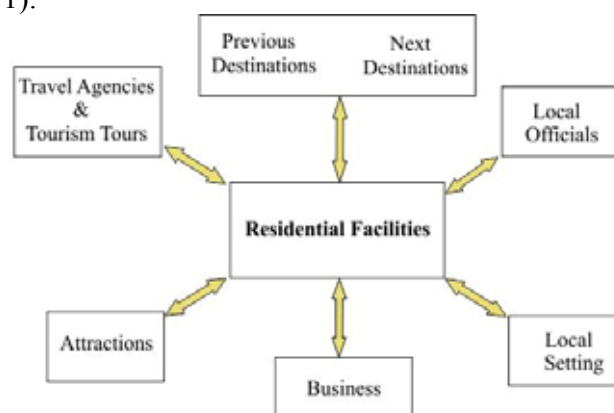 1).
Previous Destinations
Next Destinations
Travel Agencies
&
Tourism Tours
Local
Officials
Residential Facilities
Attractions
Local
Setting
Business